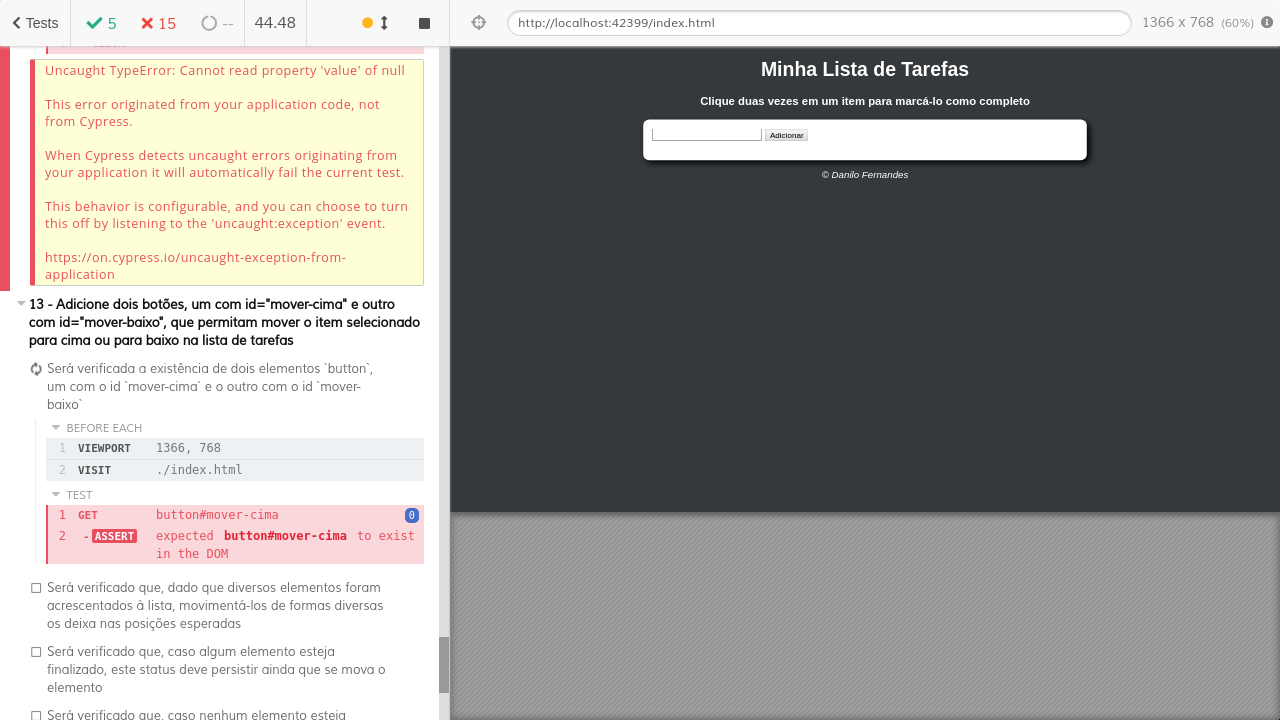 Tests
5
15
--
44.48
http://localhost:42399/index.html
1366 x 768 (60%)
Uncaught TypeError: Cannot read property 'value' of null
This error originated from your application code, not
from Cypress.
When Cypress detects uncaught errors originating from
your application it will automatically fail the current test.
This behavior is configurable, and you can choose to turn
this off by listening to the 'uncaught:exception' event.
https://on.cypress.io/uncaught-exception-from-
application
13 - Adicione dois botões, um com id="mover-cima" e outro
com id="mover-baixo", que permitam mover o item selecionado
para cima ou para baixo na lista de tarefas
Será verificada a existência de dois elementos `button`,
um com o id `mover-cima` e o outro com o id `mover-
baixo`
BEFORE EACH
1 VIEWPORT 1366, 768
2 VISIT ./index.html
TEST
1 GET button#mover-cima 0
2 - ASSERT expected button#mover-cima to exist
in the DOM
Será verificado que, dado que diversos elementos foram
acrescentados à lista, movimentá-los de formas diversas
os deixa nas posições esperadas
Será verificado que, caso algum elemento esteja
finalizado, este status deve persistir ainda que se mova o
elemento
Será verificado que, caso nenhum elemento esteja
Minha Lista de Tarefas
Clique duas vezes em um item para marcá-lo como completo
Adicionar
© Danilo Fernandes